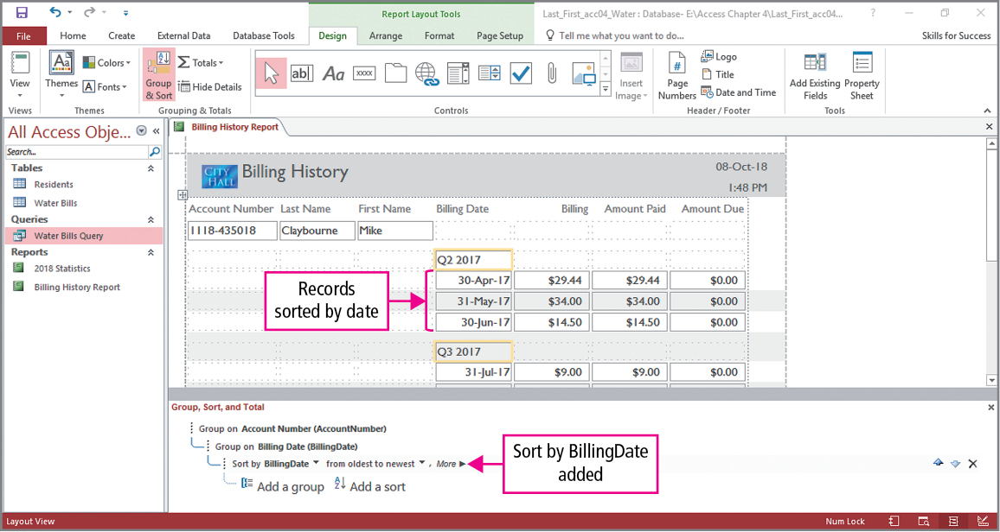 Report Layout Tools
Last_First_acc04_Water : Database- E:\Access Chapter 4\Last_First_acc04...
?
File Home Create External Data Database Tools Design Arrange Format Page Setup Tell me what you want to do... Skills for Success
View
Views
Aa
Themes
Colors
A Fonts
Themes
Group & Sort
Totals
Hide Details
Grouping & Totals
ab|
Aa
xxxx
Insert Image
Controls
#
Page Numbers
Logo
Title
Date and Time
Header / Footer
Add Existing Fields
Property Sheet
Tools
All Access Obje...
Search...
Tables
Residents
Water Bills
Queries
Water Bills Query
Reports
2018 Statistics
Billing History Report
Billing History Report
CITY
HALL
Billing History
08-Oct-18
1:48 PM
Account Number Last Name First Name Billing Date Billing Amount Paid Amount Due
1118-435018 Claybourne Mike
Q2 2017
30-Apr-17 $29.44 $29.44 $0.00
31-May-17 $34.00 $34.00 $0.00
30-Jun-17 $14.50 $14.50 $0.00
Q3 2017
31-Jul-17 $9.00 $9.00 $0.00
Records
sorted by date
Group, Sort, and Total
Group on Account Number (AccountNumber)
Group on Billing Date (BillingDate)
Sort by BillingDate from oldest to newest , More
Add a group Add a sort
Sort by BillingDate
added
Layout View
Num Lock